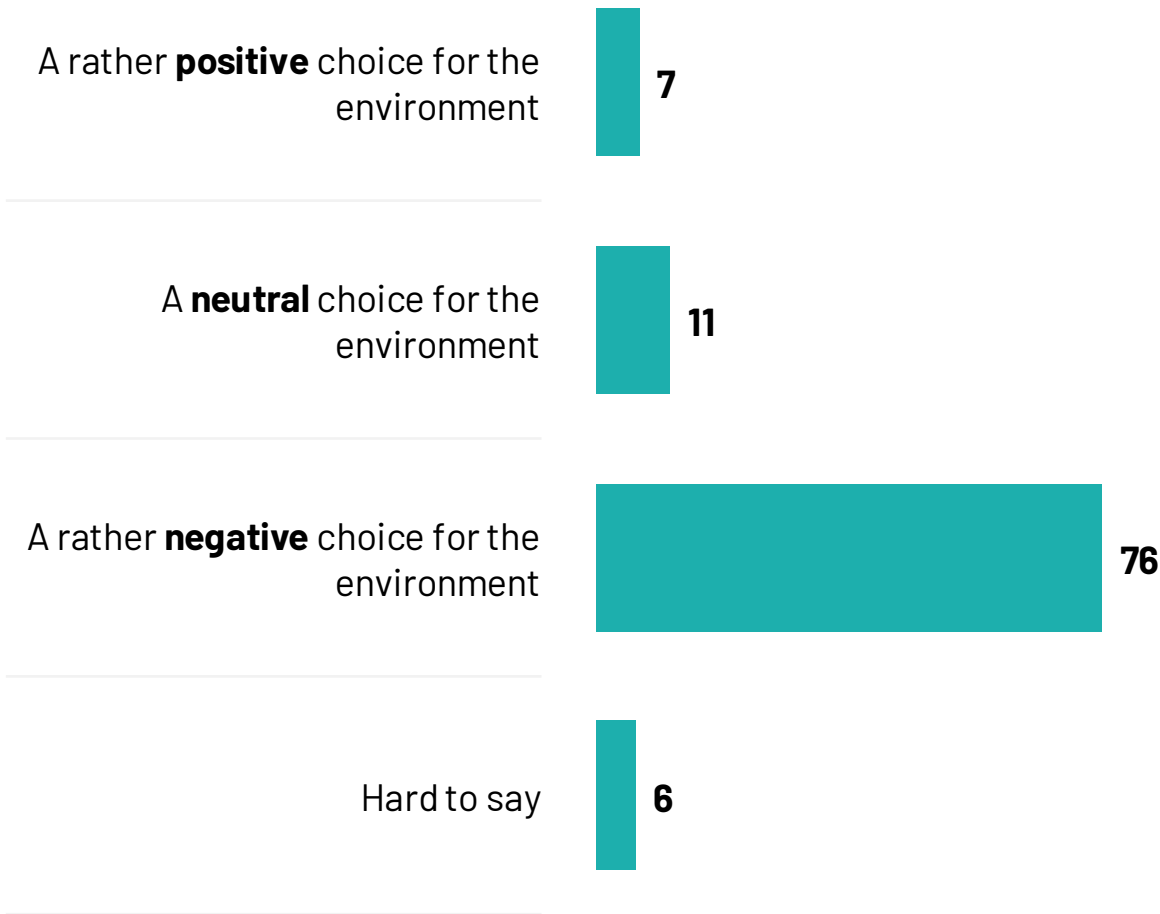 A rather positive choice for the
environment
7
A neutral choice for the
environment
11
A rather negative choice for the
environment
76
Hard to say
6